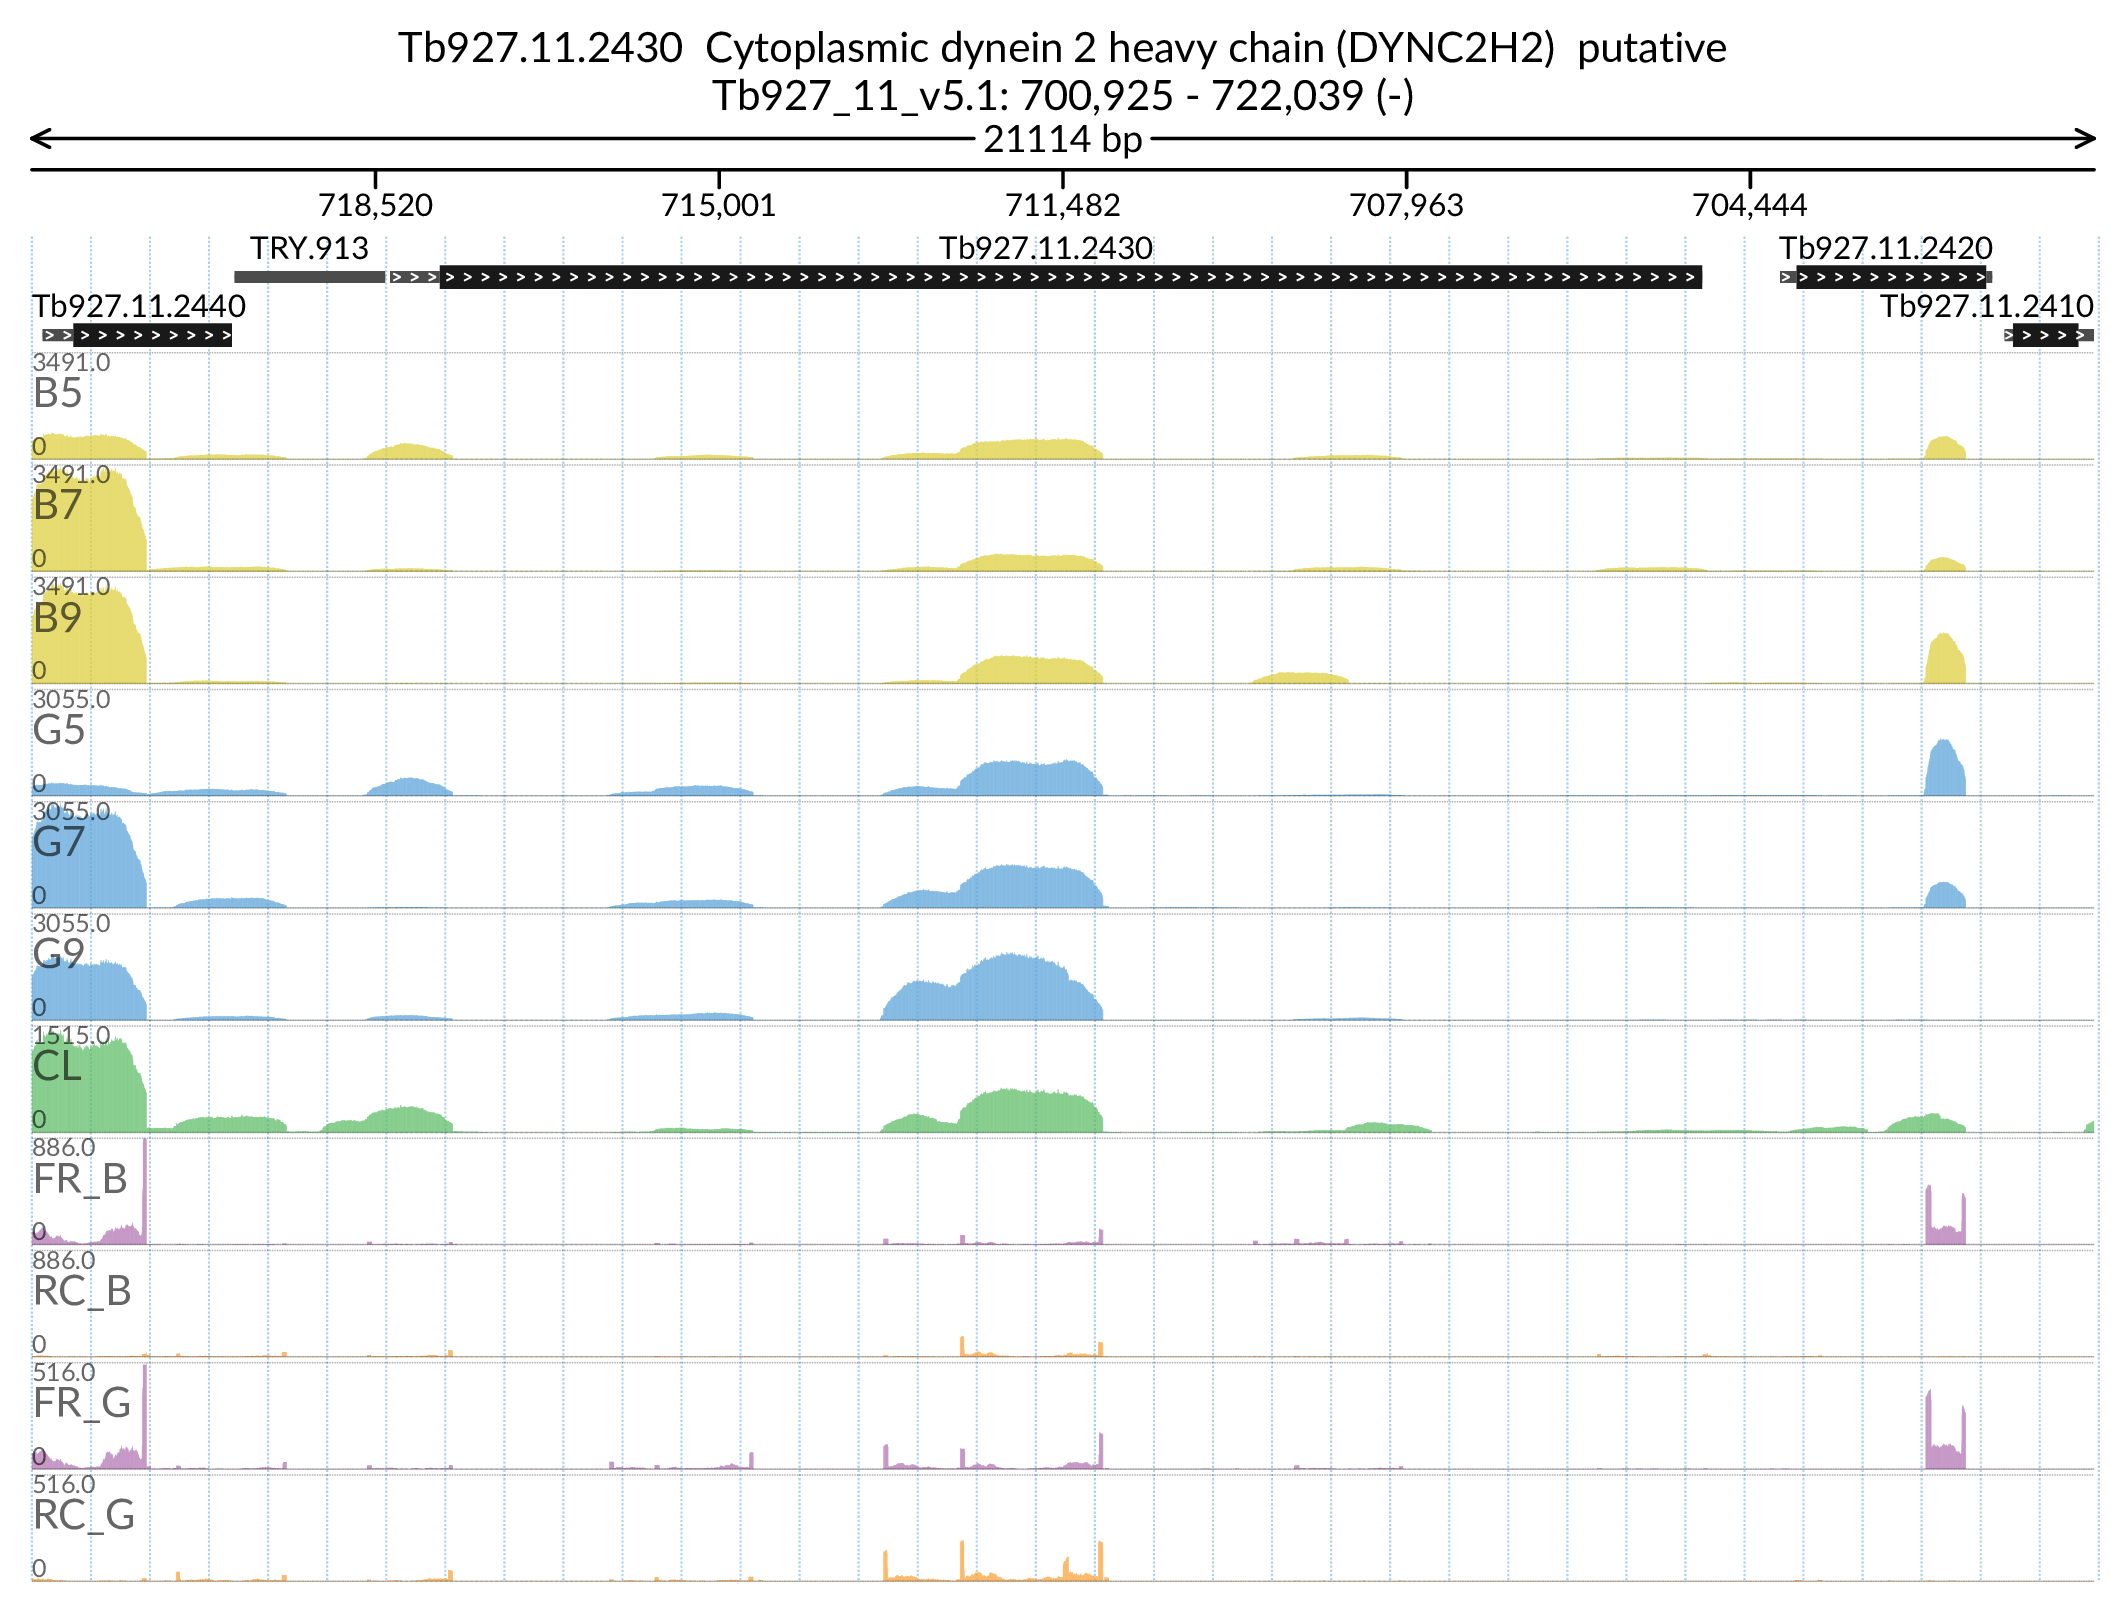 Tb927.11.2430  Cytoplasmic dynein 2 heavy chain (DYNC2H2)  putative
Tb927_11_v5.1: 700,925 - 722,039 (-)
21114 bp
718,520 715,001 711,482 707,963 704,444
TRY.913 Tb927.11.2430 Tb927.11.2420
Tb927.11.2440 Tb927.11.2410
3491.0
B5
0
3491.0
B7
0
3491.0
B9
0
3055.0
G5
0
3055.0
G7
0
3055.0
G9
0
1515.0
CL
0
886.0
FR_B
0
886.0
RC_B
0
516.0
FR_G
0
516.0
RC_G
0